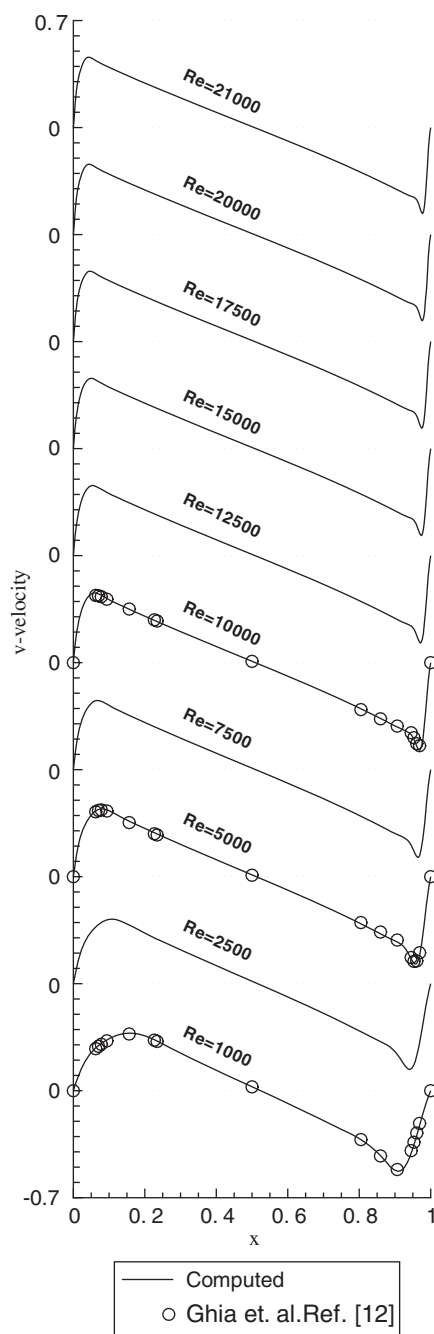 0.7
Re=21000
0
Re=20000
0
Re=17500
0
Re=15000
0
Re=12500
0
Re=10000
0
Re=7500
0
Re=5000
0
Re=2500
0
Re=1000
0
-0.7
v-velocity
0 0. 2 0. 4 0. 6 0. 8 1
x
Computed
Ghia et. al.Ref. [12]